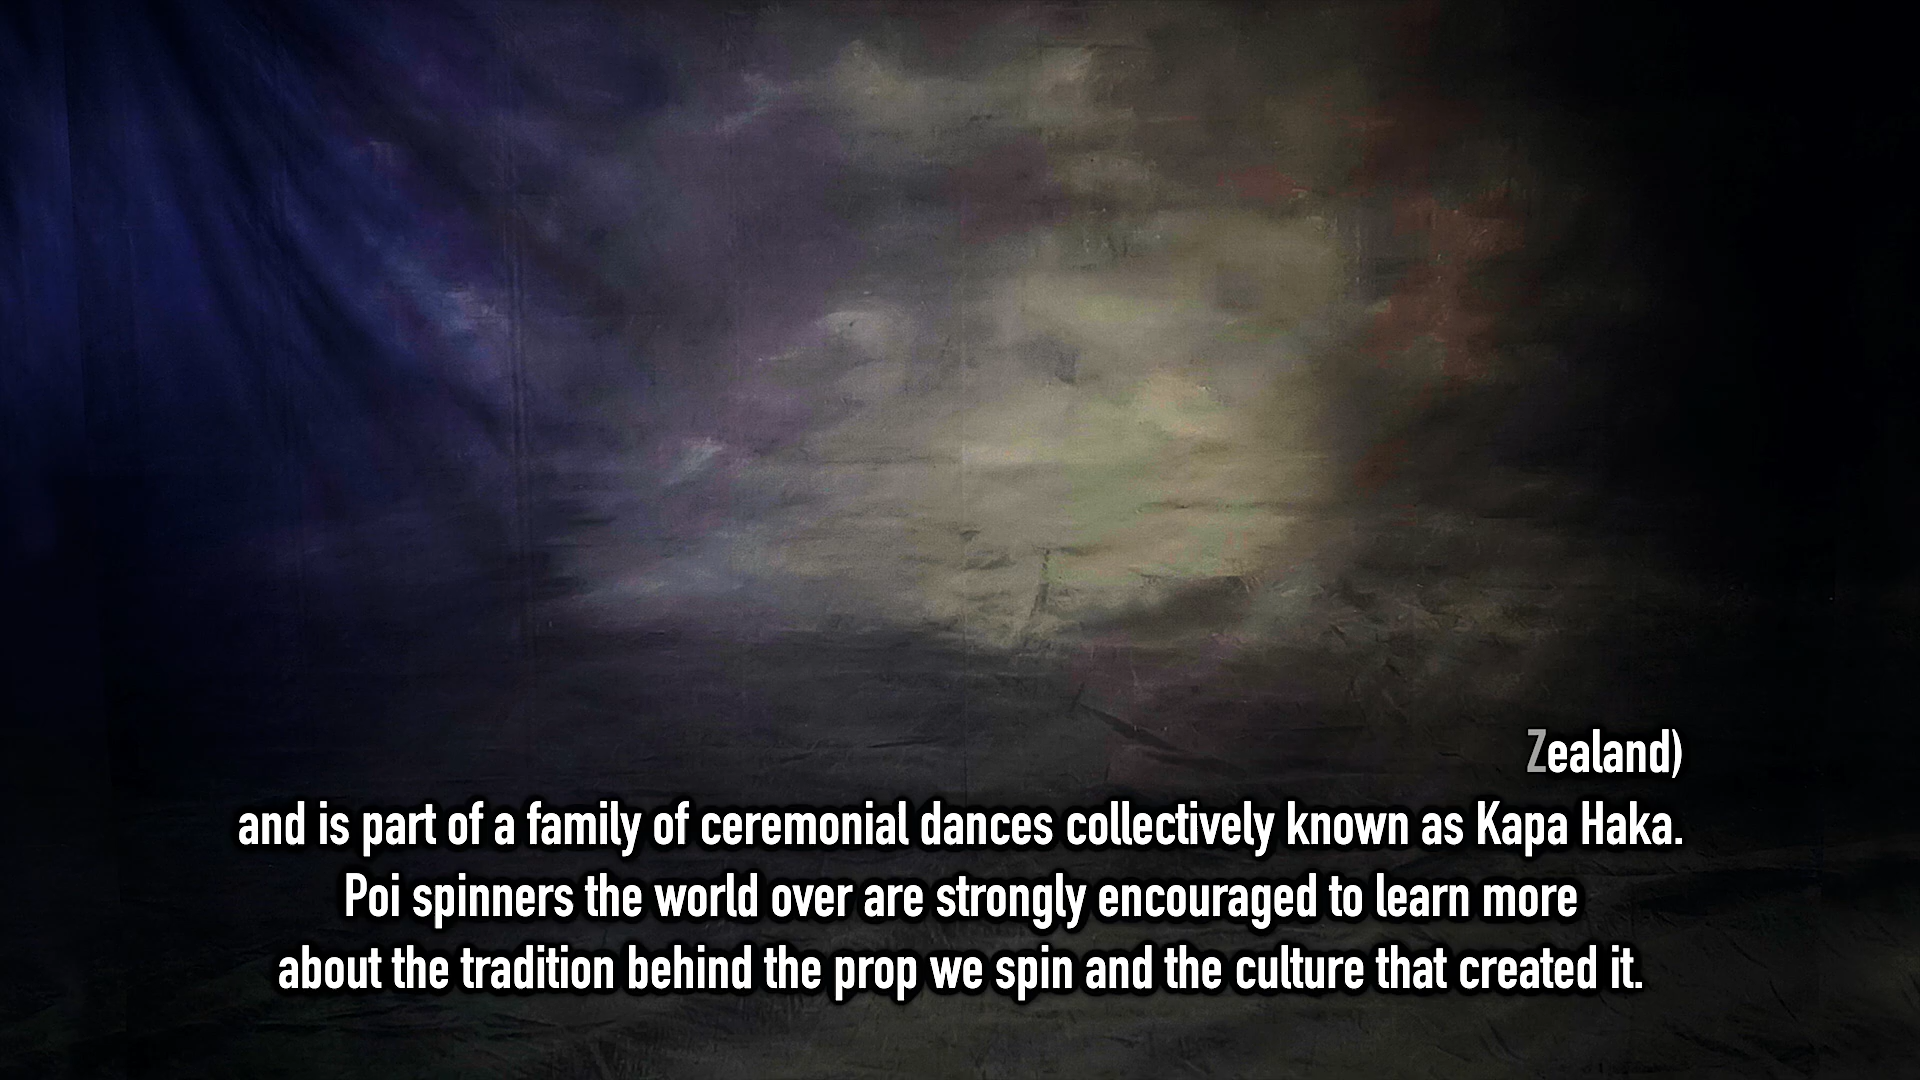 Zealand)
and is part of a family of ceremonial dances collectively known as Kapa Haka.
Poi spinners the world over are strongly encouraged to learn more
about the tradition behind the prop we spin and the culture that created it.